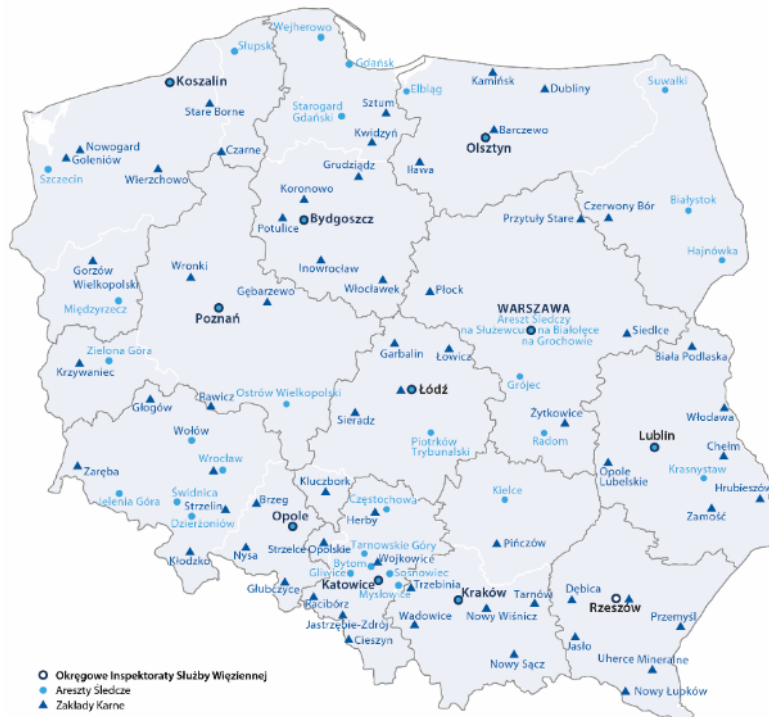 Wejherowo
Słupsk
Gdańsk
Koszalin
Kamińsk
Suwałki
Elbląg
Dubliny
Stare Borne
Sztum
Starogard
Gdański
Barczewo
Kwidzyń
Olsztyn
Nowogard
Goleniów
Czarne
Grudziądz
Iława
Szczecin
Wierzchowo
Koronowo
Białystok
Bydgoszcz
Przytuły Stare
Czerwony Bór
Potulice
Hajnówka
Gorzów
Wielkopolski
Wronki
Inowrocław
Międzyrzecz
Gębarzewo
Włocławek
Płock
Poznań
WARSZAWA
Areszt Śledczy
na Służewcu
na Białołęce
na Grochowie
Siedlce
Garbalin
Łowicz
Biała Podlaska
Zielona Góra
Krzywaniec
Grójec
Łódź
Ostrów Wielkopolski
Rawicz
Głogów
Sieradz
Żytkowice
Włodawa
Wołów
Piotrków
Trybunalski
Radom
Lublin
Chełm
Zaręba
Wrocław
Opole
Lubelskie
Krasnystaw
Kluczbork
Jelenia Góra
Świdnica
Brzeg
Częstochowa
Kielce
Hrubieszów
Strzelin
Dzierżoniów
Opole
Herby
Zamość
Strzelce Opolskie
Tarnowskie Góry
Pińczów
Kłodzko
Nysa
Bytom
Wojkowice
Gliwice
Sosnowiec
Katowice
Trzebinia
Głubczyce
Mysłowice
Kraków
Tarnów
Dębica
Racibórz
Rzeszów
Wadowice
Nowy Wiśnicz
Jastrzębie-Zdrój
Przemyśl
Cieszyn
Jasło
Nowy Sącz
Uherce Mineralne
Nowy Łupków
Okręgowe Inspektoraty Służby Więziennej
Areszty Śledcze
Zakłady Karne